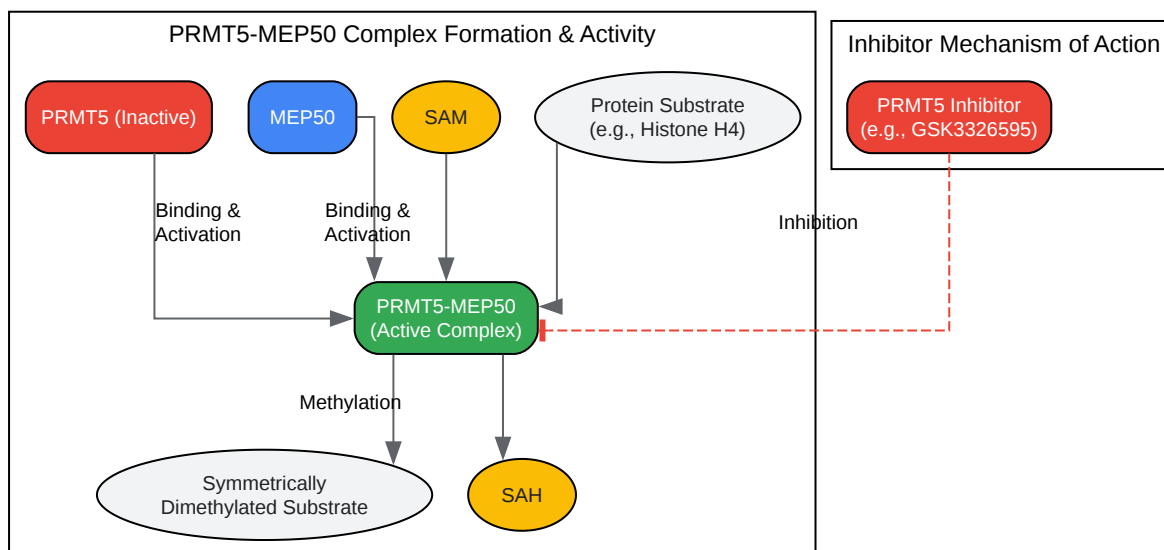 PRMT5-MEP50 Complex Formation & Activity
Inhibitor Mechanism of Action
PRMT5 (Inactive)
MEP50
SAM
Protein Substrate
(e.g., Histone H4)
PRMT5 Inhibitor
(e.g., GSK3326595)
Binding &
Activation
Binding &
Activation
Inhibition
PRMT5-MEP50
(Active Complex)
Methylation
Symmetrically
Dimethylated Substrate
SAH